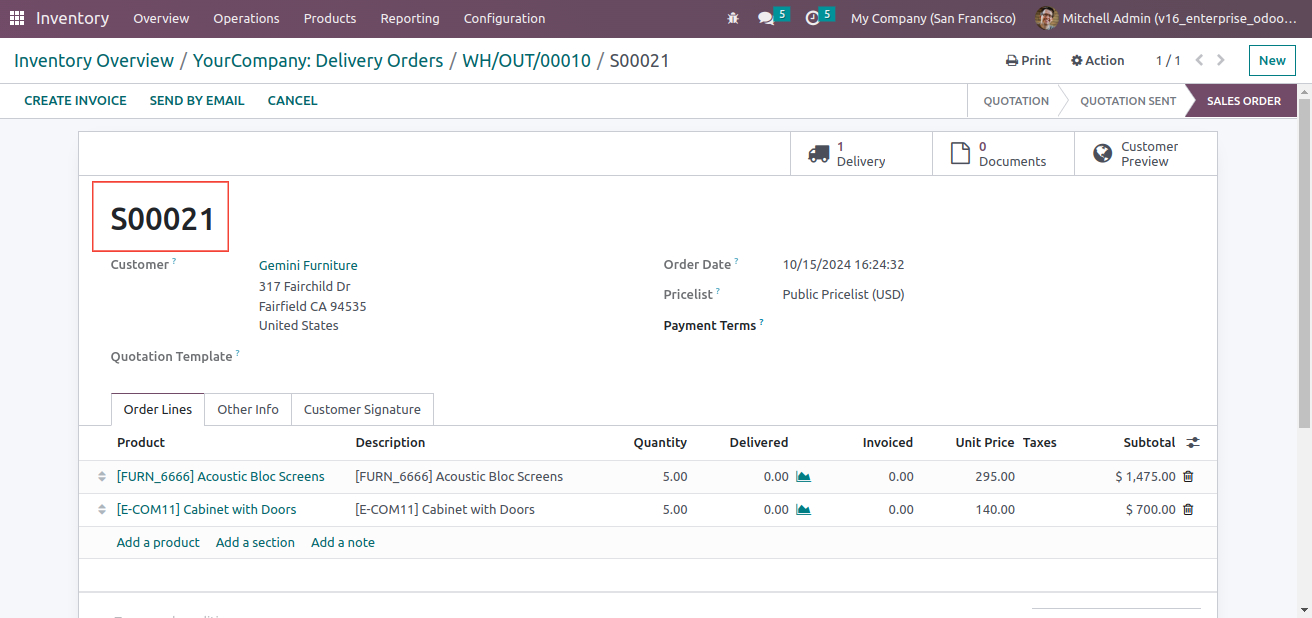 Inventory Overview Operations Products Reporting Configuration 5 5 My Company (San Francisco) Mitchell Admin (v16_enterprise_odoo...
Inventory Overview / YourCompany: Delivery Orders / WH/OUT/00010 / S00021 Print Action 1 / 1 New
CREATE INVOICE SEND BY EMAIL CANCEL QUOTATION QUOTATION SENT SALES ORDER
1 Delivery 0 Documents Customer Preview
S00021
Customer ? Gemini Furniture Order Date ? 10/15/2024 16:24:32
317 Fairchild Dr
Pricelist ? Public Pricelist (USD)
Fairfield CA 94535
United States Payment Terms ?
Quotation Template ?
Order Lines Other Info Customer Signature
Product Description Quantity Delivered Invoiced Unit Price Taxes Subtotal
[FURN_6666] Acoustic Bloc Screens [FURN_6666] Acoustic Bloc Screens 5.00 0.00 0.00 295.00 $ 1,475.00
[E-COM11] Cabinet with Doors [E-COM11] Cabinet with Doors 5.00 0.00 0.00 140.00 $ 700.00
Add a product Add a section Add a note